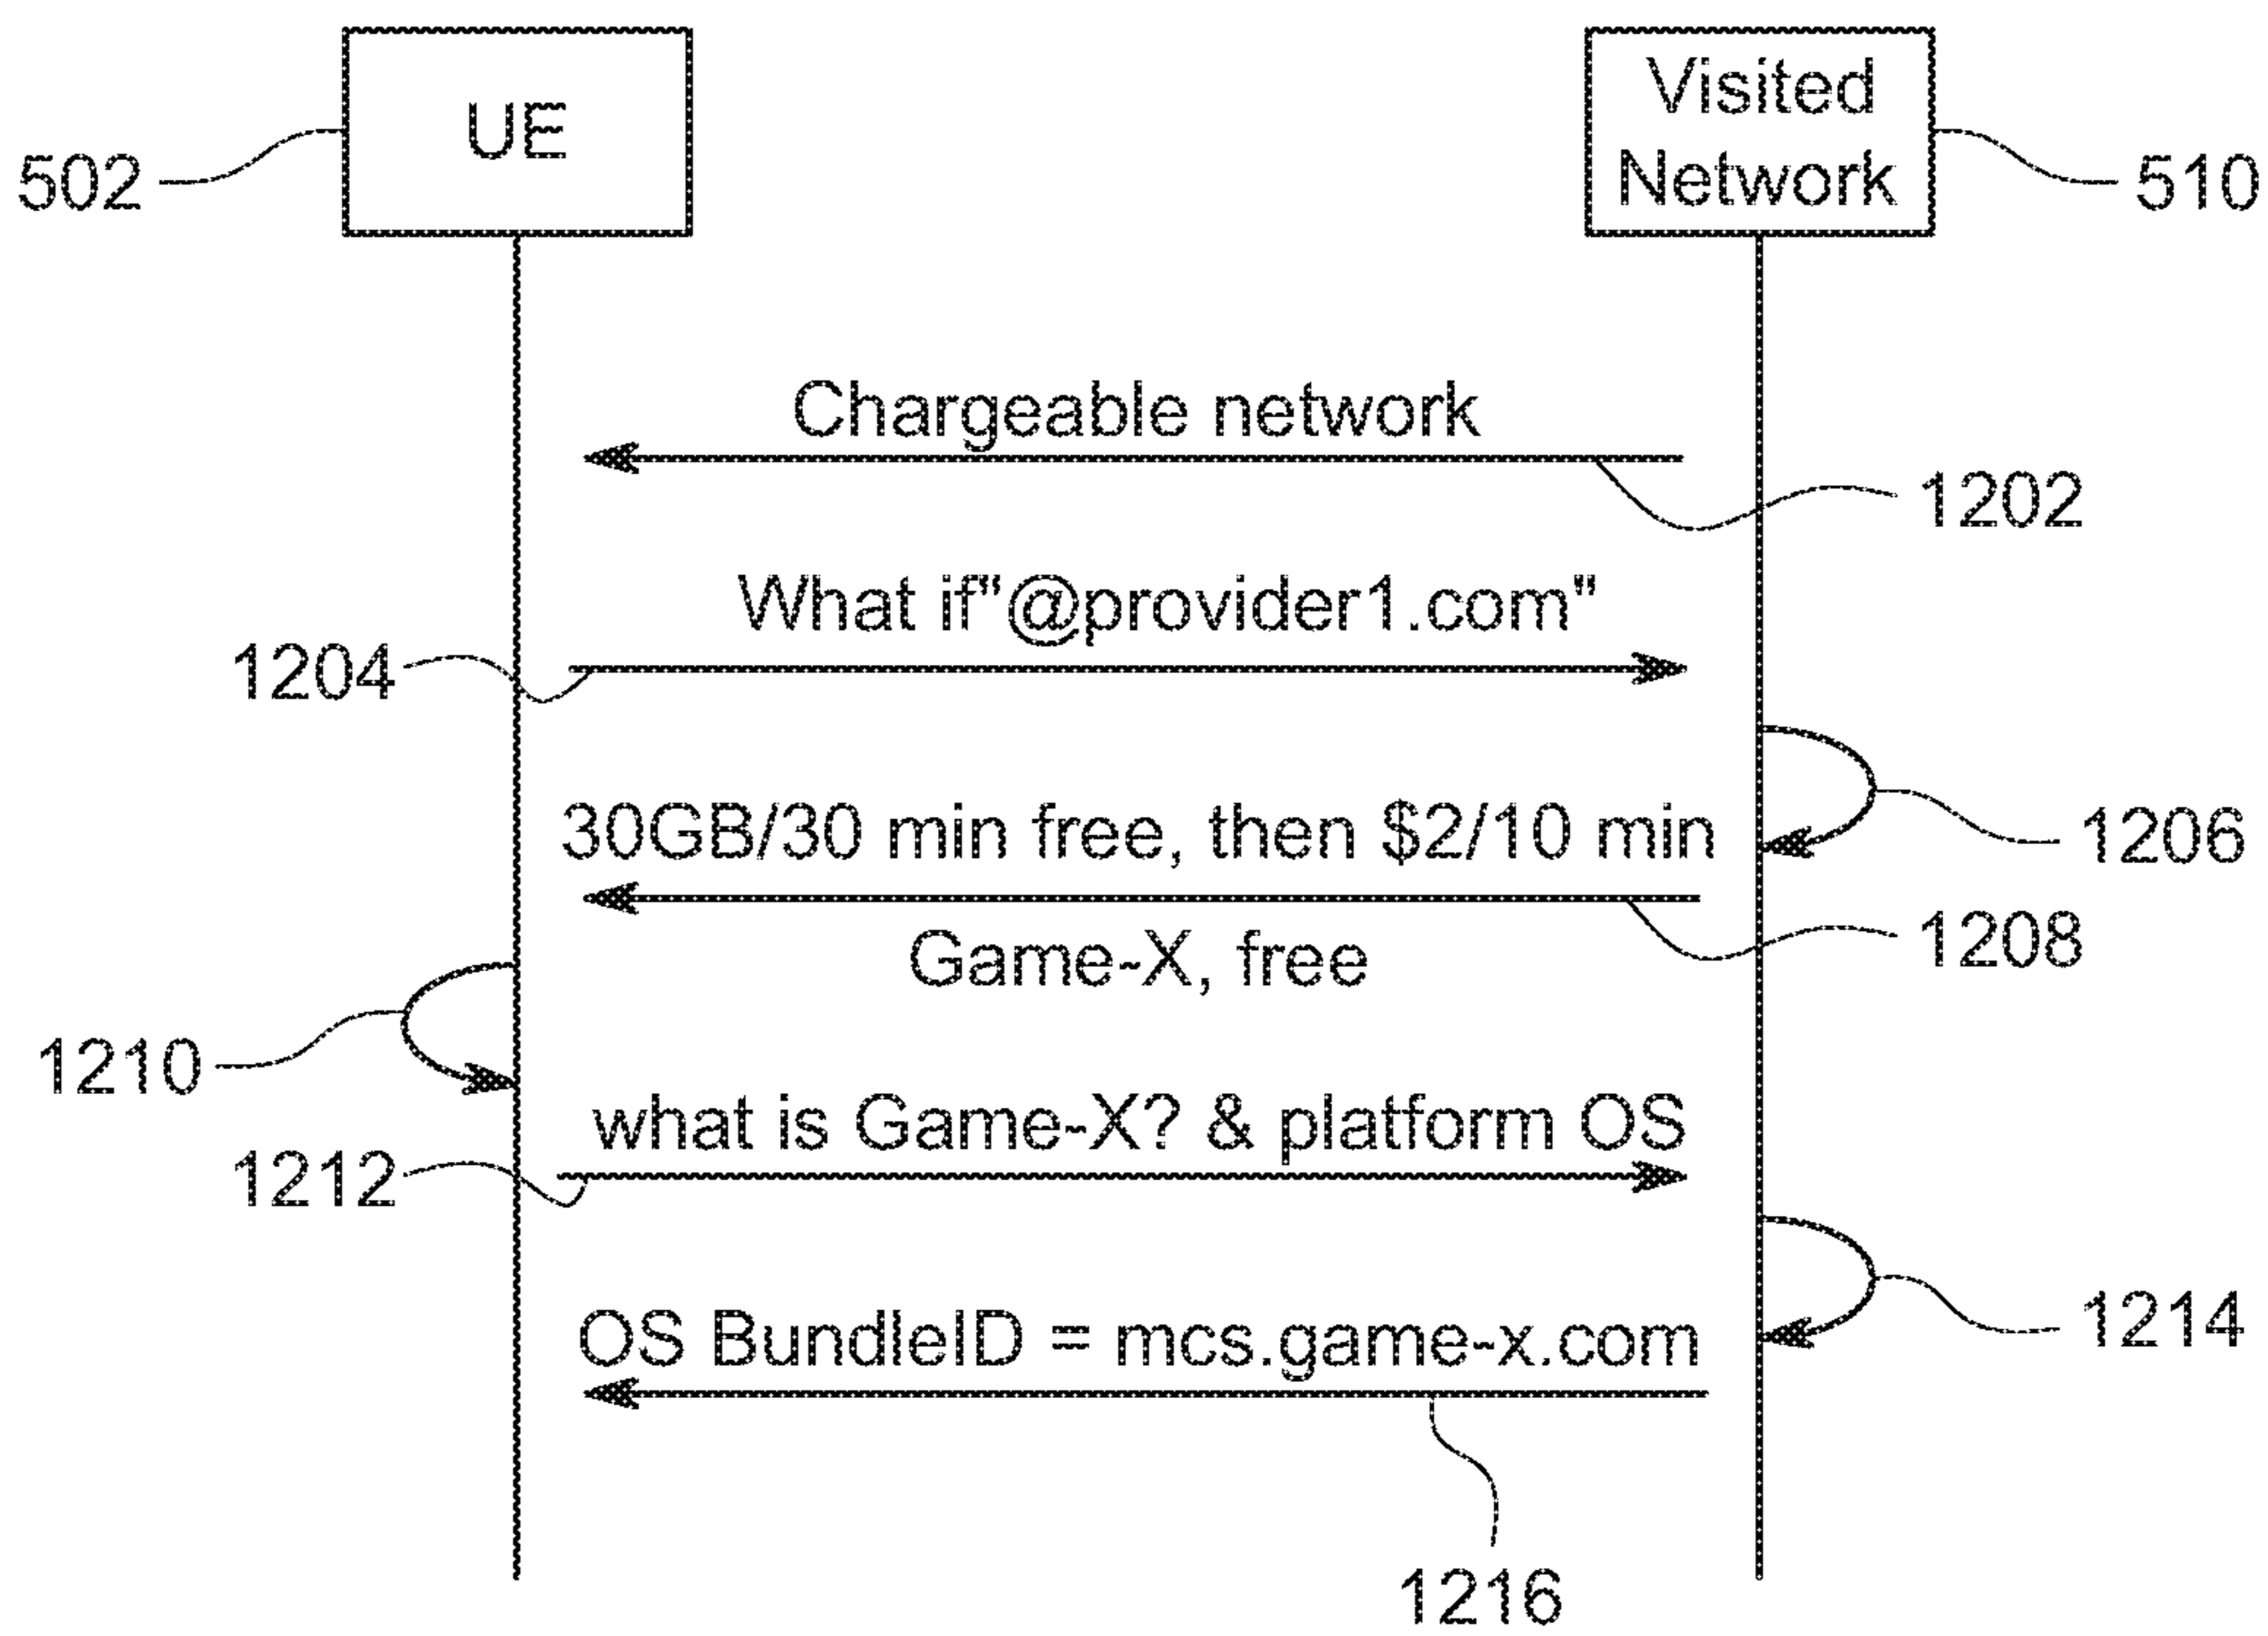 UE
Visited
Network
502
510
Chargeable network
1202
What if"@provider1.com"
1204
30GB/30 min free, then $2/10 min
1206
Game-X, free
1208
1210
what is Game-X? & platform OS
1212
OS BundleID = mcs.game-x.com
1214
1216